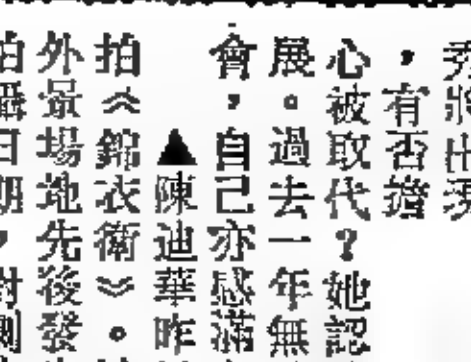 秀將出現
，有否擔
心被取代？她認
展。過去一年無
會，自己亦感滿
▲陳迪華昨
拍《錦衣衛》。
外景場地先後發
拍攝日期，對